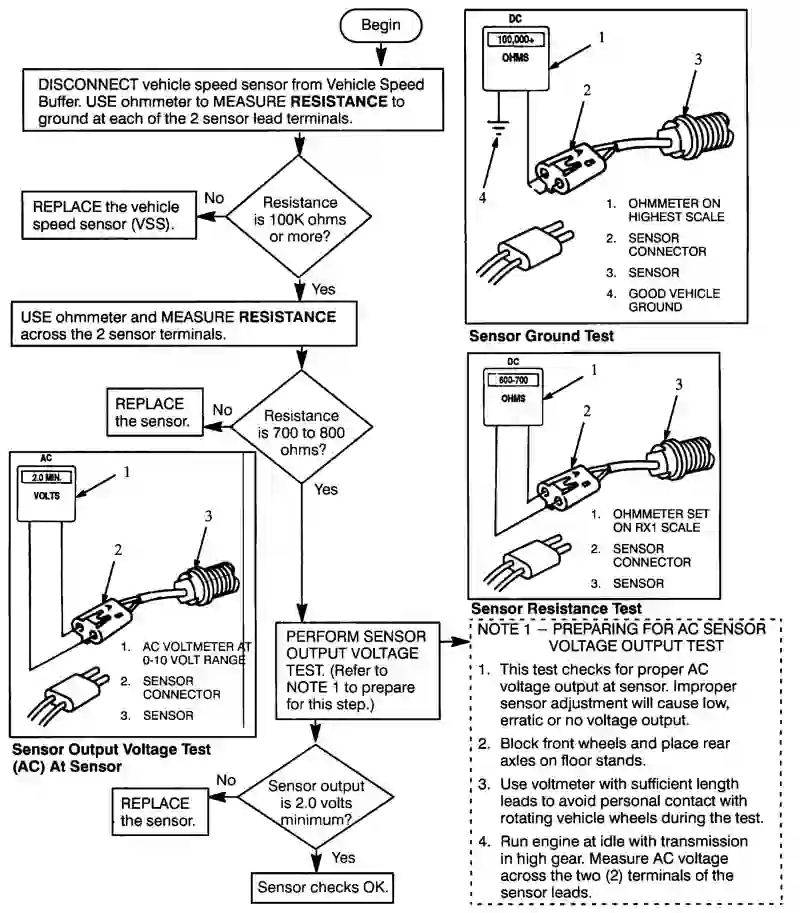 Begin
DISCONNECT vehicle speed sensor from Vehicle Speed
Buffer. USE ohmmeter to MEASURE RESISTANCE to
ground at each of the 2 sensor lead terminals.
Resistance
is 100K ohms
or more?
No
REPLACE the vehicle
speed sensor (VSS).
Yes
USE ohmmeter and MEASURE RESISTANCE
across the 2 sensor terminals.
Resistance
is 700 to 800
ohms?
No
REPLACE
the sensor.
Yes
PERFORM SENSOR
OUTPUT VOLTAGE
TEST. (Refer to
NOTE 1 to prepare
for this step.)
Sensor output
is 2.0 volts
minimum?
No
REPLACE
the sensor.
Yes
Sensor checks OK.
DC
100,000+
OHMS
1
2
3
4
A B
1. OHMMETER ON
HIGHEST SCALE
2. SENSOR
CONNECTOR
3. SENSOR
4. GOOD VEHICLE
GROUND
Sensor Ground Test
DC
600-700
OHMS
1
2
3
A B
1. OHMMETER SET
ON RX1 SCALE
2. SENSOR
CONNECTOR
3. SENSOR
Sensor Resistance Test
AC
2.0 MIN.
VOLTS
1
2
3
A B
1. AC VOLTMETER AT
0-10 VOLT RANGE
2. SENSOR
CONNECTOR
3. SENSOR
Sensor Output Voltage Test
(AC) At Sensor
NOTE 1 – PREPARING FOR AC SENSOR
VOLTAGE OUTPUT TEST
1. This test checks for proper AC
voltage output at sensor. Improper
sensor adjustment will cause low,
erratic or no voltage output.
2. Block front wheels and place rear
axles on floor stands.
3. Use voltmeter with sufficient length
leads to avoid personal contact with
rotating vehicle wheels during the test.
4. Run engine at idle with transmission
in high gear. Measure AC voltage
across the two (2) terminals of the
sensor leads.